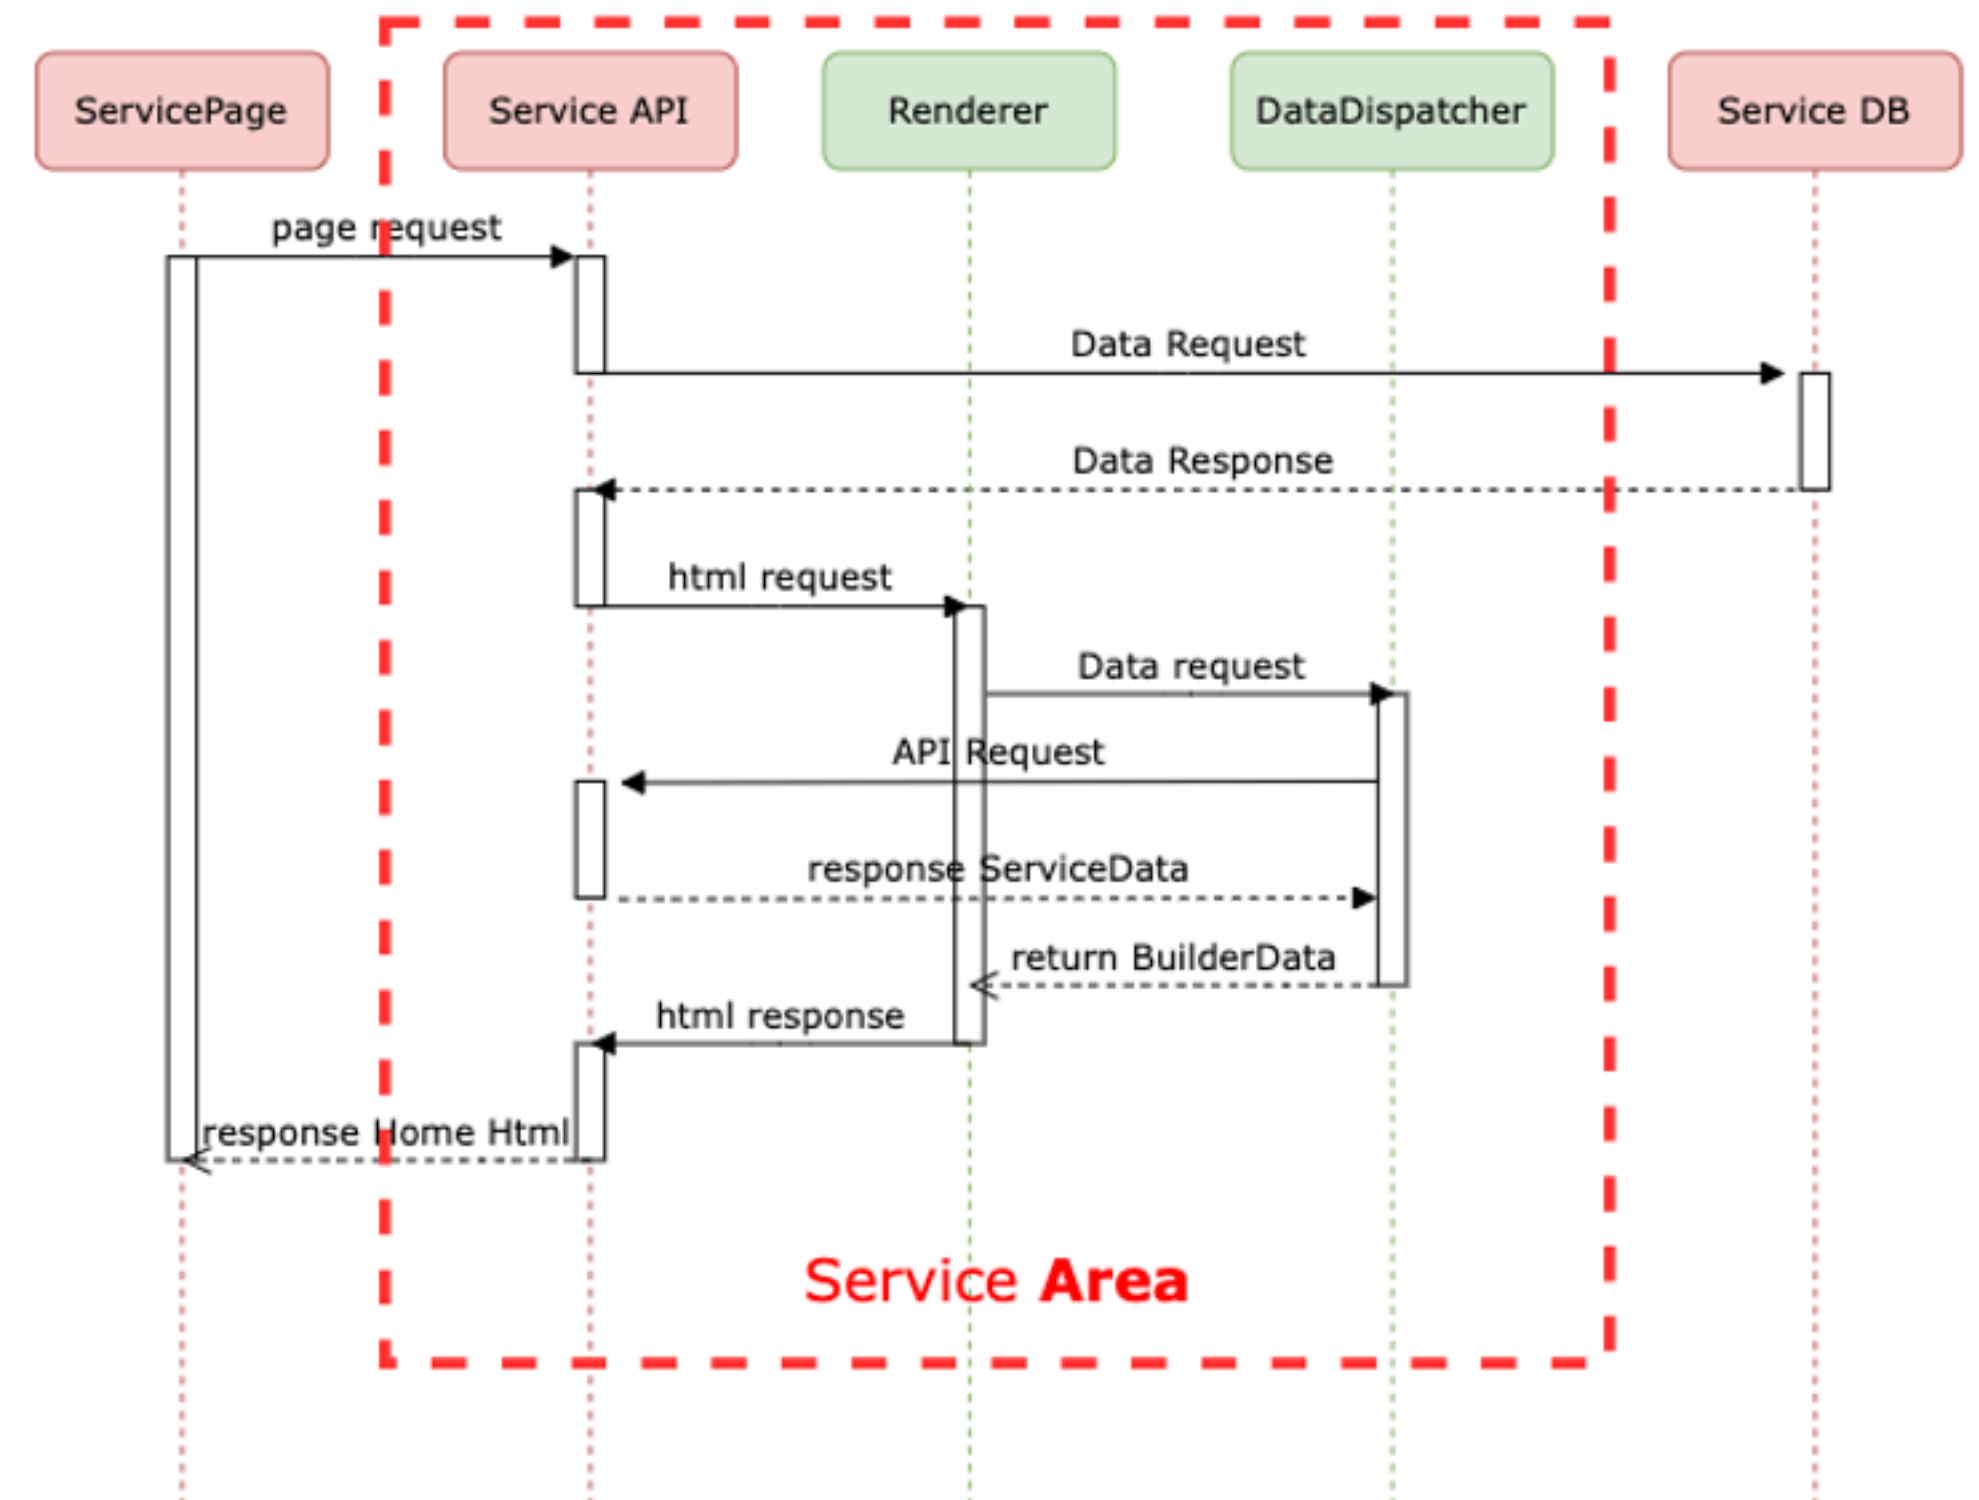 ServicePage
Service API
Renderer
DataDispatcher
Service DB
page request
Data Request
Data Response
html request
Data request
API Request
response ServiceData
return BuilderData
html response
response Home Html
Service Area